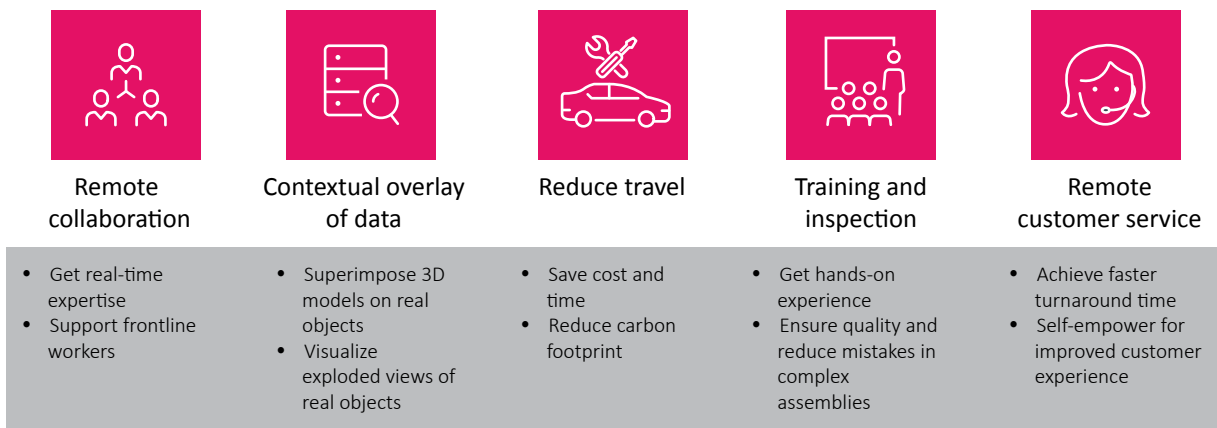 Remote
collaboration
Contextual overlay
of data
Reduce travel
Training and
inspection
Remote
customer service
• Get real-time
expertise
• Support frontline
workers
• Superimpose 3D
models on real
objects
• Visualize
exploded views of
real objects
• Save cost and
time
• Reduce carbon
footprint
• Get hands-on
experience
• Ensure quality and
reduce mistakes in
complex
assemblies
• Achieve faster
turnaround time
• Self-empower for
improved customer
experience